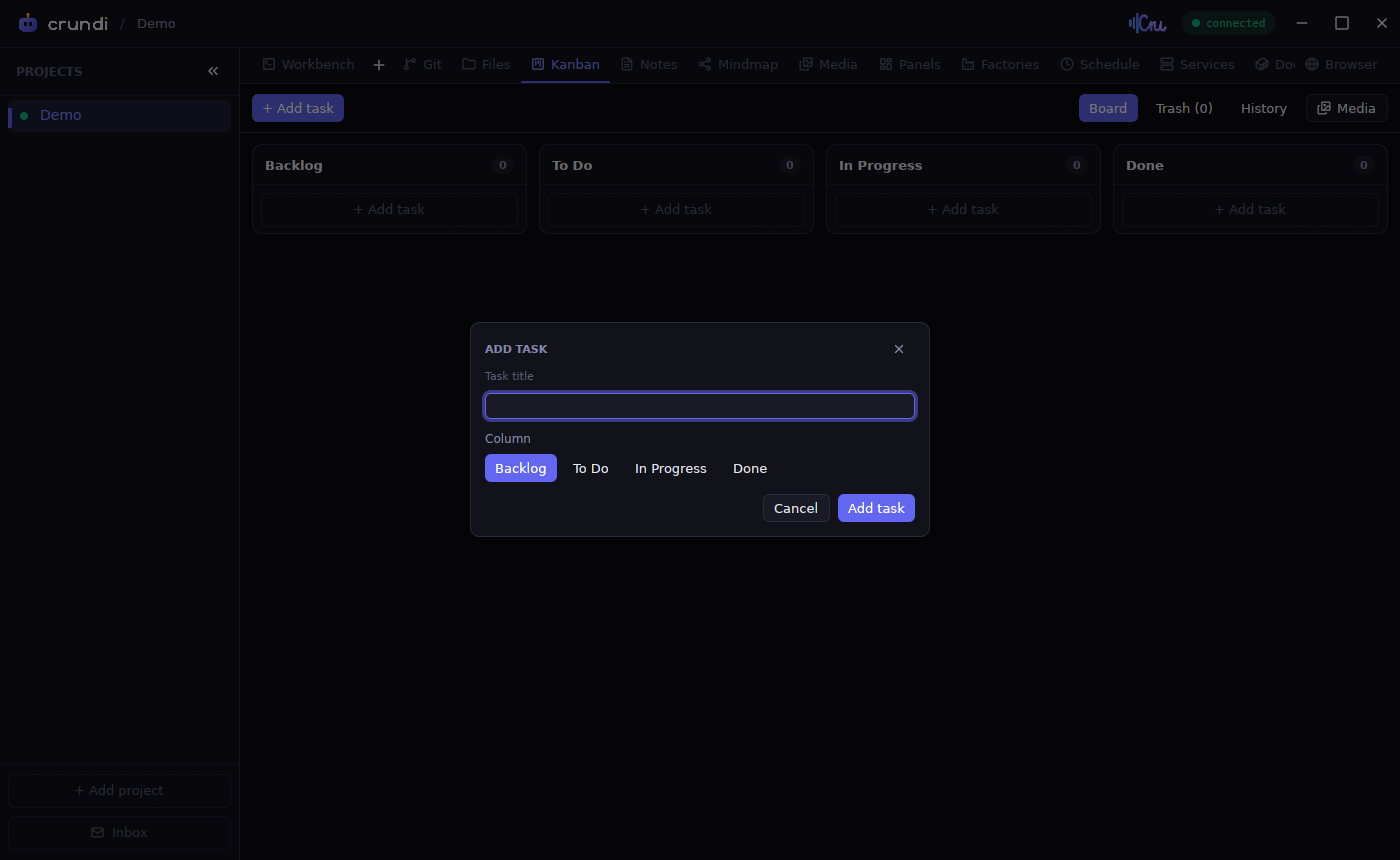 crundi / Demo
Cru
connected
PROJECTS
Workbench + Git Files Kanban Notes Mindmap Media Panels Factories Schedule Services Doc Browser
Demo
+ Add task
Board Trash (0) History Media
Backlog 0
To Do 0
In Progress 0
Done 0
+ Add task
+ Add task
+ Add task
+ Add task
ADD TASK
Task title
Column
Backlog To Do In Progress Done
Cancel Add task
+ Add project
Inbox